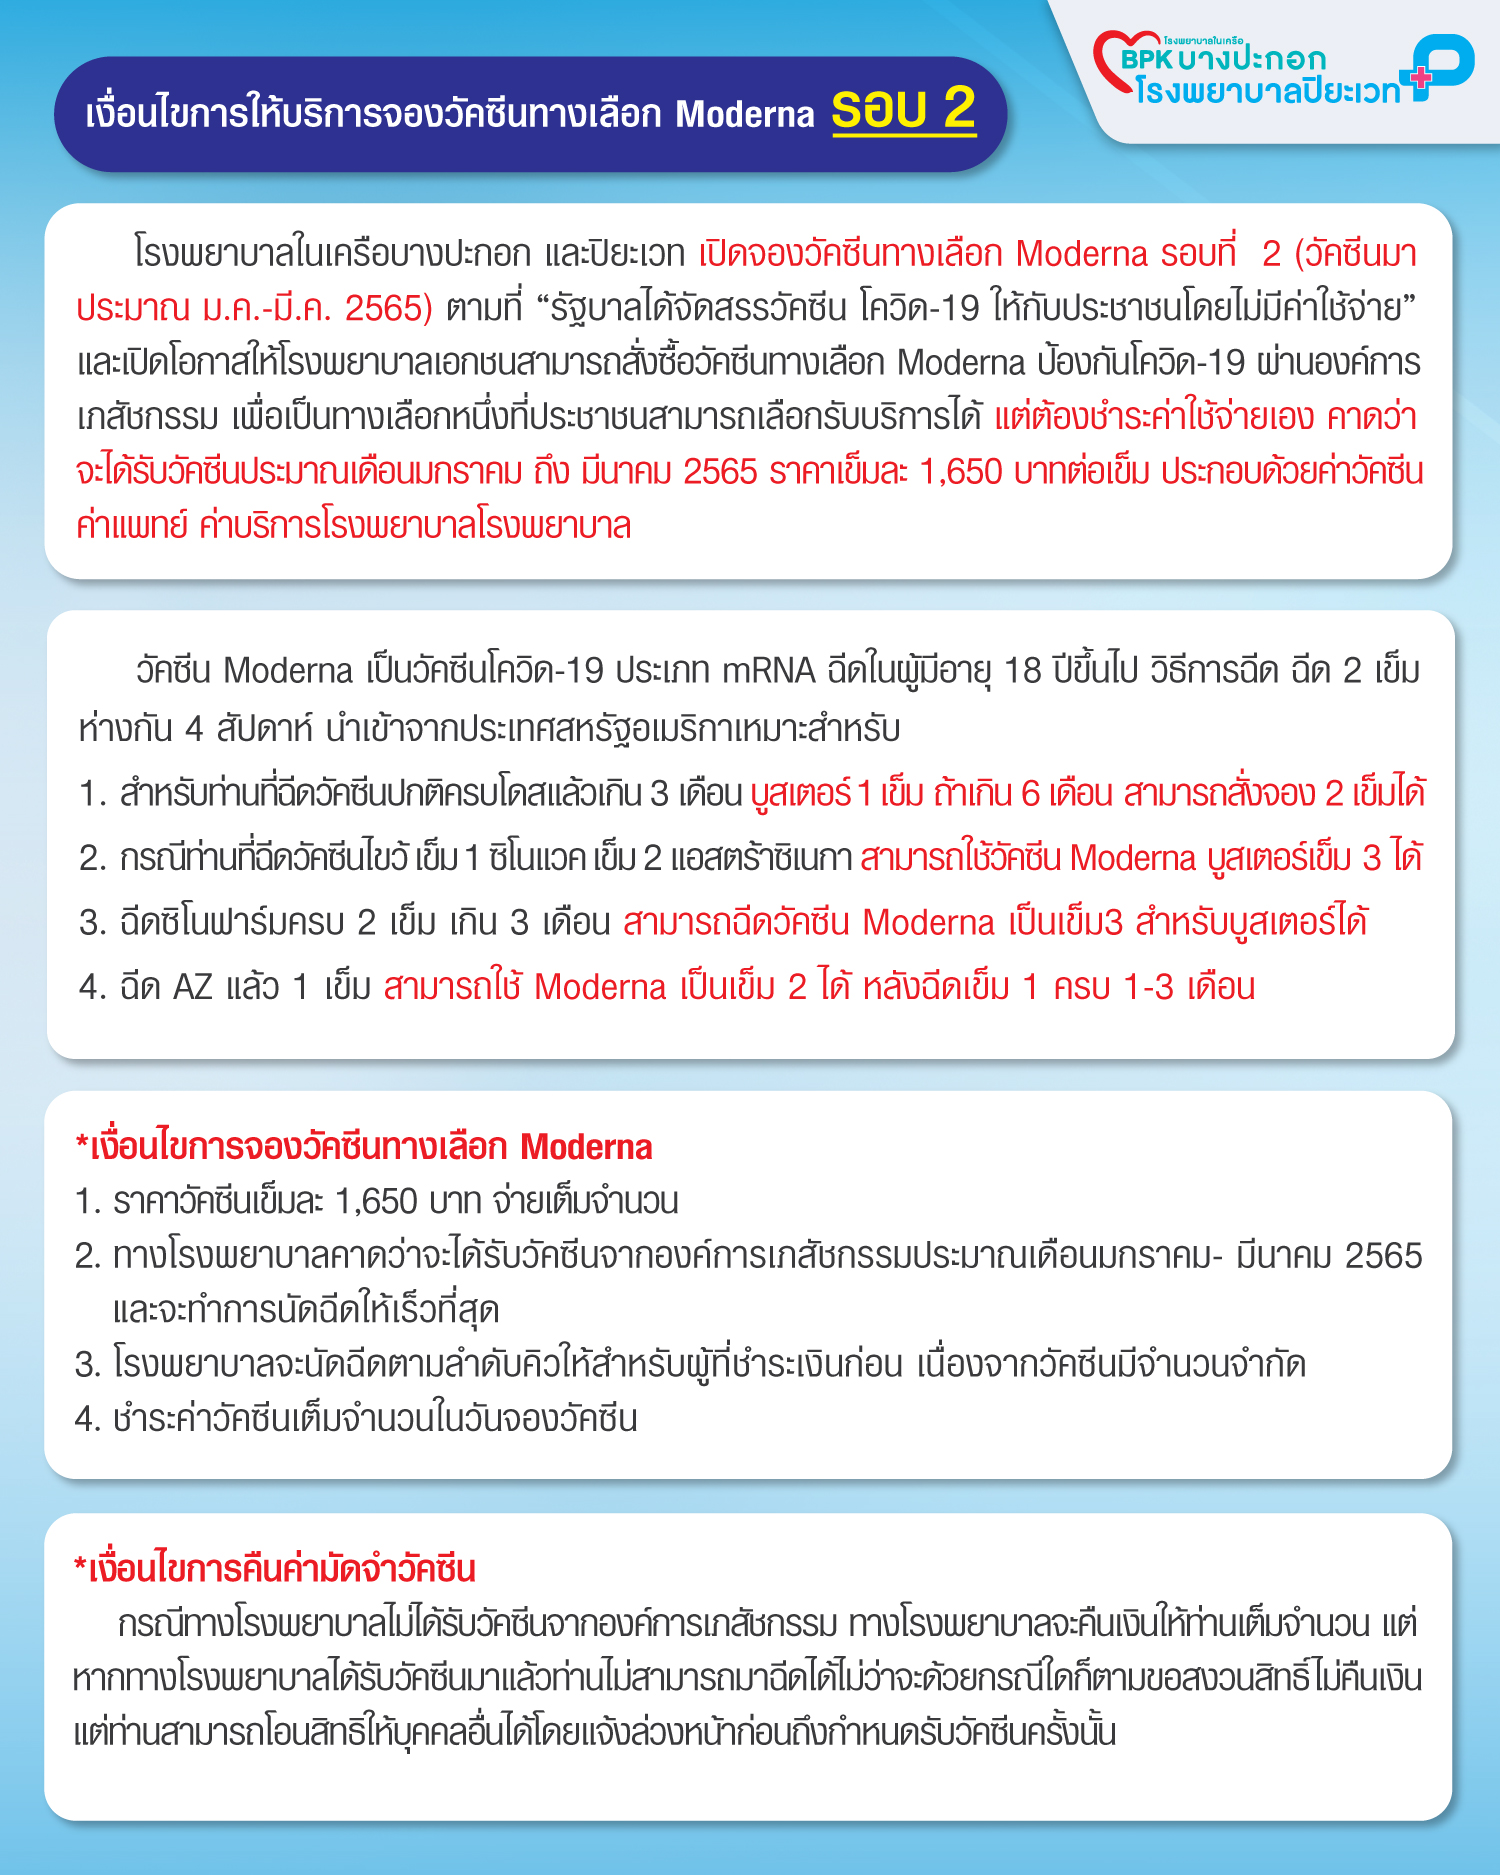 โรงพยาบาลในเครือ
BPK บางปะกอก
โรงพยาบาลปิยะเวท
เงื่อนไขการให้บริการจองวัคซีนทางเลือก Moderna รอบ 2
โรงพยาบาลในเครือบางปะกอก และปิยะเวท เปิดจองวัคซีนทางเลือก Moderna รอบที่ 2 (วัคซีนมา
ประมาณ ม.ค.-มี.ค. 2565) ตามที่ “รัฐบาลได้จัดสรรวัคซีน โควิด-19 ให้กับประชาชนโดยไม่มีค่าใช้จ่าย”
และเปิดโอกาสให้โรงพยาบาลเอกชนสามารถสั่งซื้อวัคซีนทางเลือก Moderna ป้องกันโควิด-19 ผ่านองค์การ
เภสัชกรรม เพื่อเป็นทางเลือกหนึ่งที่ประชาชนสามารถเลือกรับบริการได้ แต่ต้องชำระค่าใช้จ่ายเอง คาดว่า
จะได้รับวัคซีนประมาณเดือนมกราคม ถึง มีนาคม 2565 ราคาเข็มละ 1,650 บาทต่อเข็ม ประกอบด้วยค่าวัคซีน
ค่าแพทย์ ค่าบริการโรงพยาบาลโรงพยาบาล
วัคซีน Moderna เป็นวัคซีนโควิด-19 ประเภท mRNA ฉีดในผู้มีอายุ 18 ปีขึ้นไป วิธีการฉีด ฉีด 2 เข็ม
ห่างกัน 4 สัปดาห์ นำเข้าจากประเทศสหรัฐอเมริกาเหมาะสำหรับ
1. สำหรับท่านที่ฉีดวัคซีนปกติครบโดสแล้วเกิน 3 เดือน บูสเตอร์ 1 เข็ม ถ้าเกิน 6 เดือน สามารถสั่งจอง 2 เข็มได้
2. กรณีท่านที่ฉีดวัคซีนไขว้ เข็ม 1 ซิโนแวค เข็ม 2 แอสตร้าซิเนกา สามารถใช้วัคซีน Moderna บูสเตอร์เข็ม 3 ได้
3. ฉีดซิโนฟาร์มครบ 2 เข็ม เกิน 3 เดือน สามารถฉีดวัคซีน Moderna เป็นเข็ม3 สำหรับบูสเตอร์ได้
4. ฉีด AZ แล้ว 1 เข็ม สามารถใช้ Moderna เป็นเข็ม 2 ได้ หลังฉีดเข็ม 1 ครบ 1-3 เดือน
*เงื่อนไขการจองวัคซีนทางเลือก Moderna
1. ราคาวัคซีนเข็มละ 1,650 บาท จ่ายเต็มจำนวน
2. ทางโรงพยาบาลคาดว่าจะได้รับวัคซีนจากองค์การเภสัชกรรมประมาณเดือนมกราคม- มีนาคม 2565
และจะทำการนัดฉีดให้เร็วที่สุด
3. โรงพยาบาลจะนัดฉีดตามลำดับคิวให้สำหรับผู้ที่ชำระเงินก่อน เนื่องจากวัคซีนมีจำนวนจำกัด
4. ชำระค่าวัคซีนเต็มจำนวนในวันจองวัคซีน
*เงื่อนไขการคืนค่ามัดจำวัคซีน
กรณีทางโรงพยาบาลไม่ได้รับวัคซีนจากองค์การเภสัชกรรม ทางโรงพยาบาลจะคืนเงินให้ท่านเต็มจำนวน แต่
หากทางโรงพยาบาลได้รับวัคซีนมาแล้วท่านไม่สามารถมาฉีดได้ไม่ว่าจะด้วยกรณีใดก็ตามขอสงวนสิทธิ์ไม่คืนเงิน
แต่ท่านสามารถโอนสิทธิให้บุคคลอื่นได้โดยแจ้งล่วงหน้าก่อนถึงกำหนดรับวัคซีนครั้งนั้น